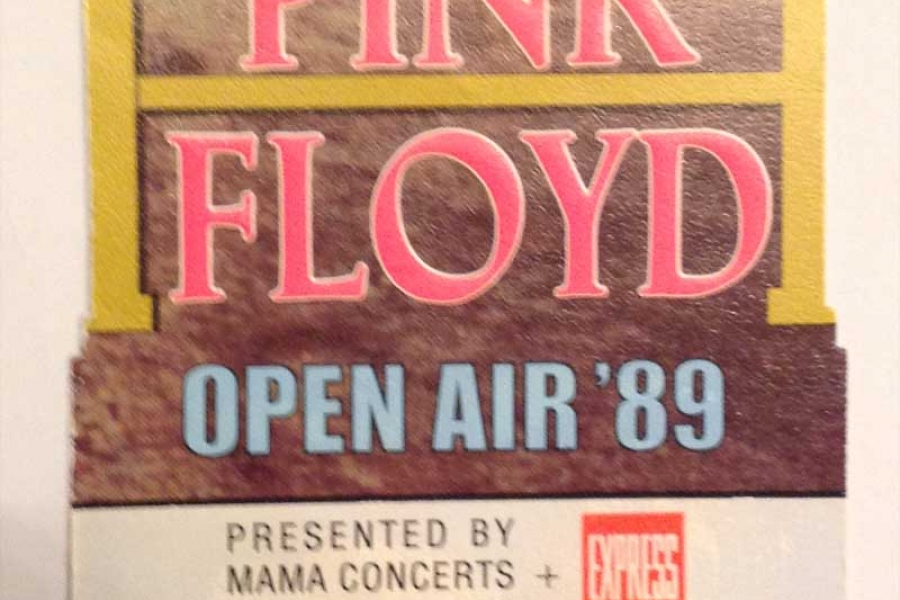 PINK
FLOYD
OPEN AIR '89
PRESENTED BY
MAMA CONCERTS + EXPRESS